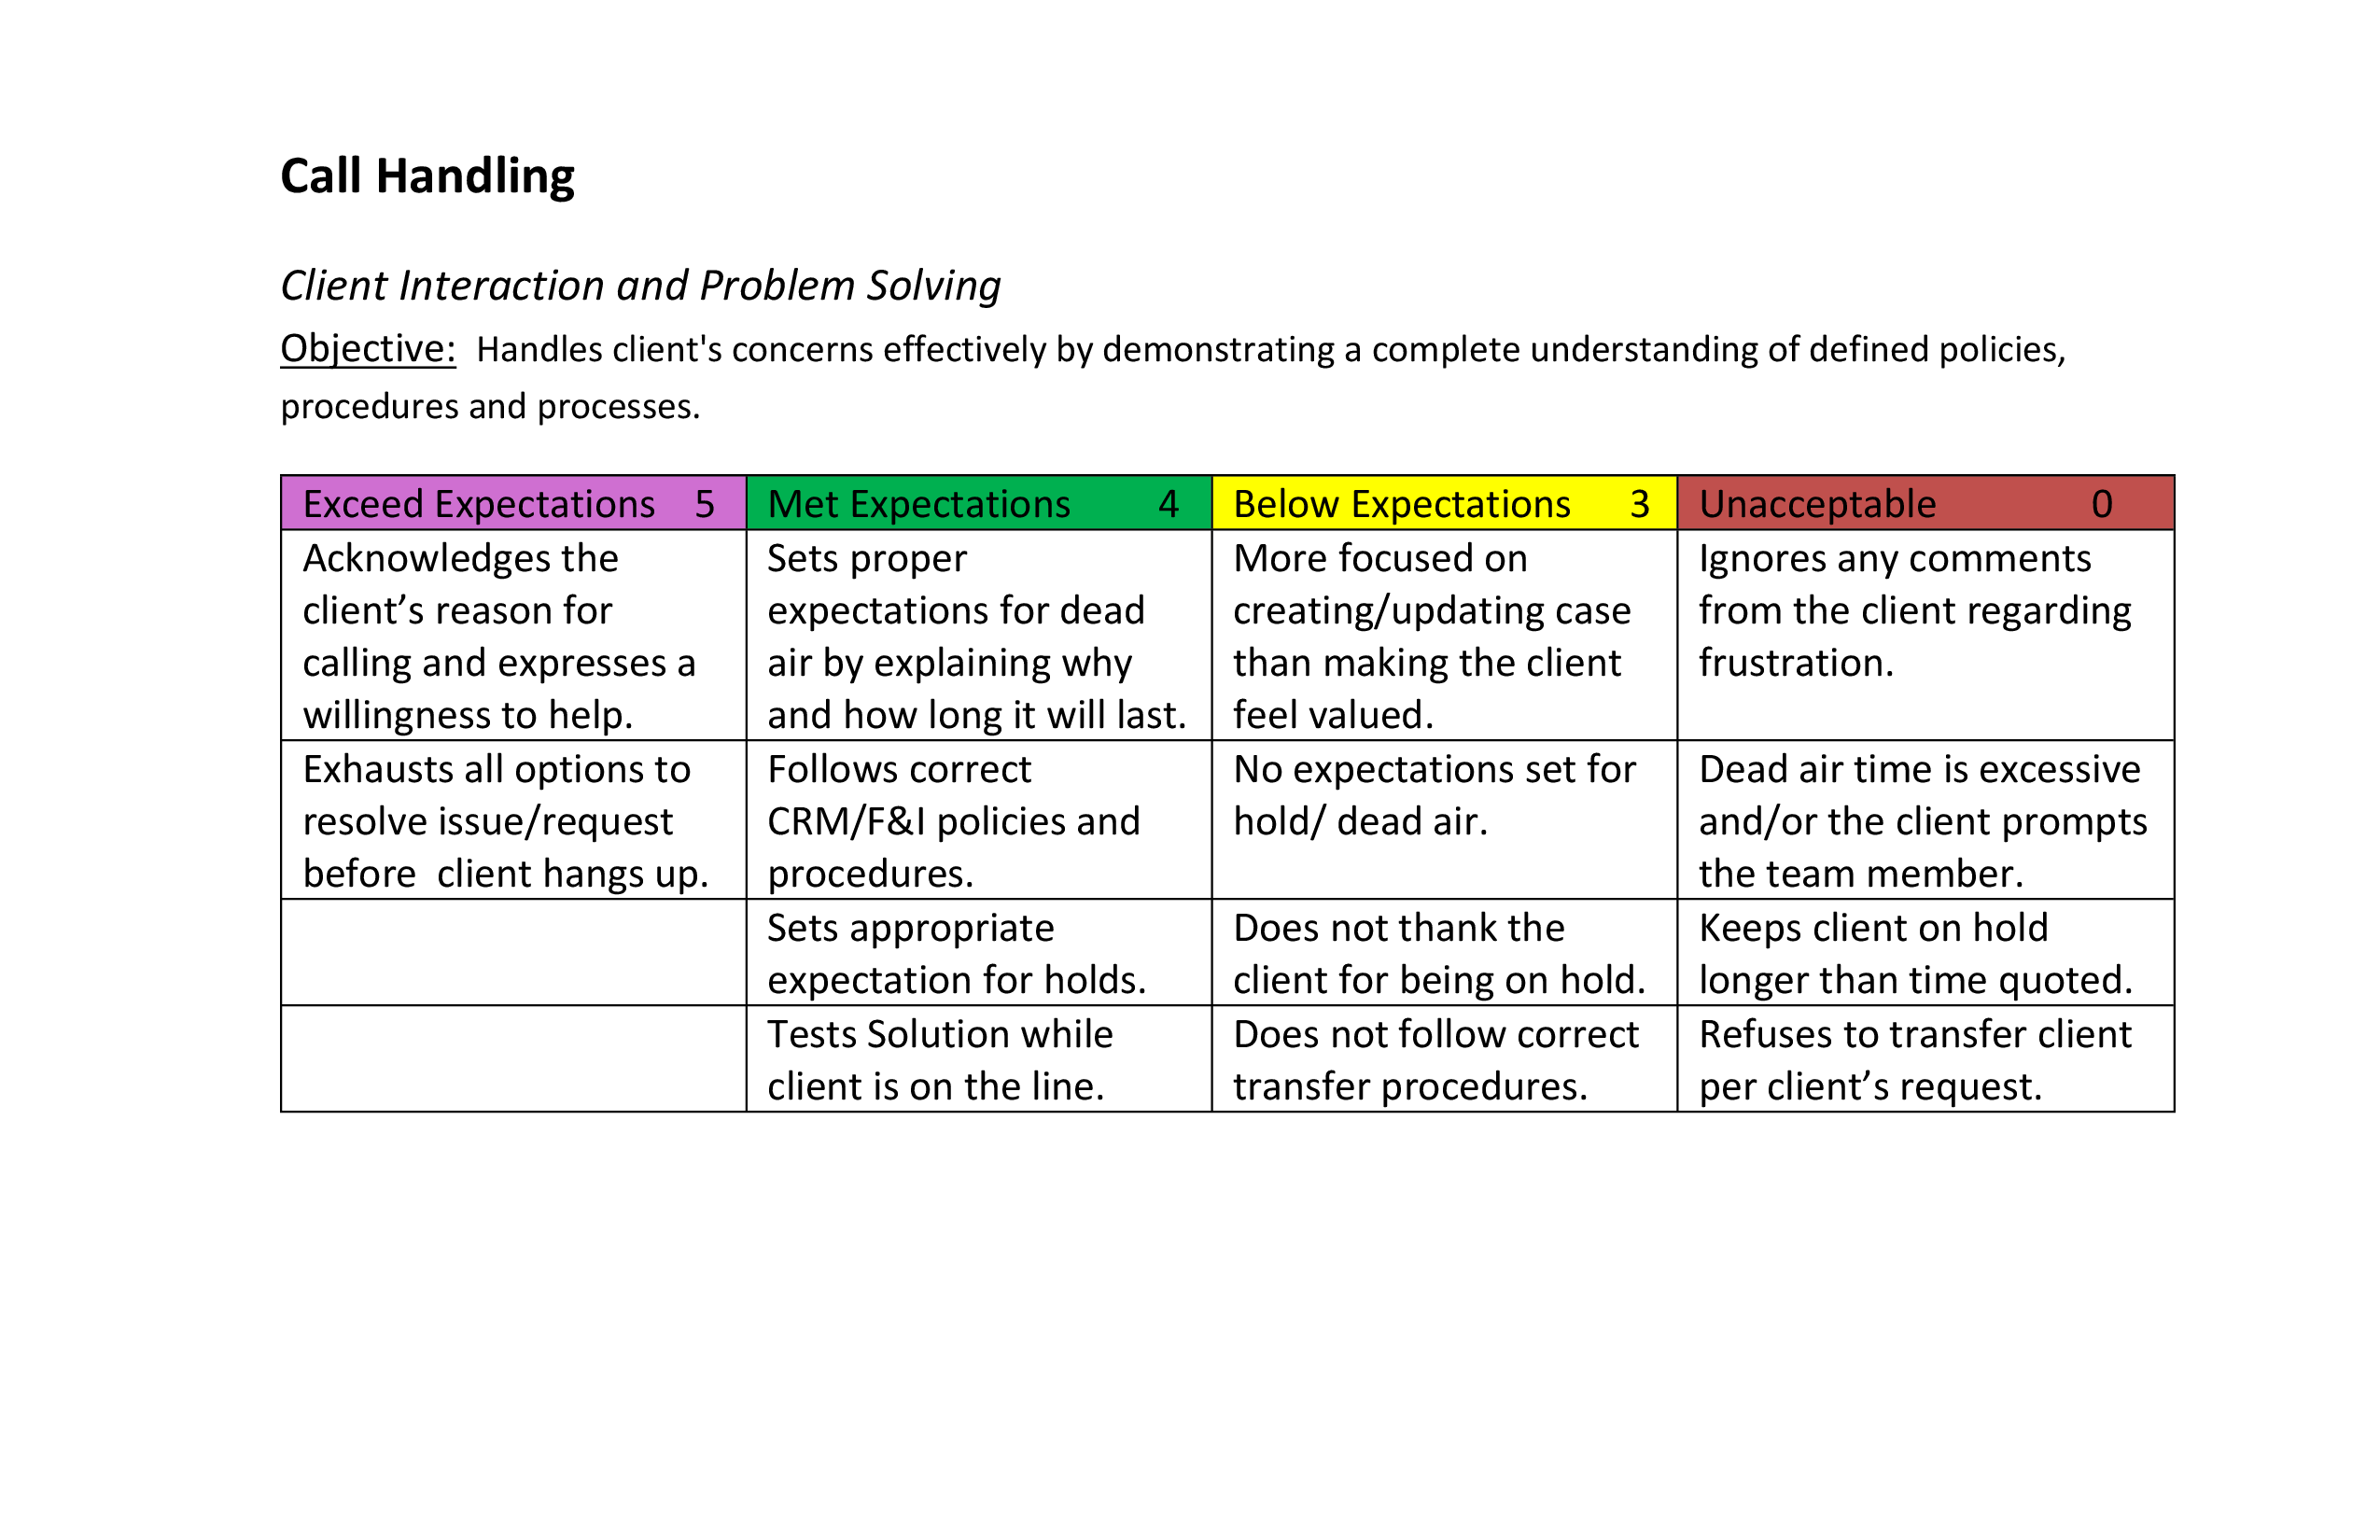 Call Handling
Client Interaction and Problem Solving
Objective:  Handles client's concerns effectively by demonstrating a complete understanding of defined policies,
procedures and processes.
Exceed Expectations 5
Met Expectations 4
Below Expectations 3
Unacceptable 0
Acknowledges the
client’s reason for
calling and expresses a
willingness to help.
Sets proper
expectations for dead
air by explaining why
and how long it will last.
More focused on
creating/updating case
than making the client
feel valued.
Ignores any comments
from the client regarding
frustration.
Exhausts all options to
resolve issue/request
before  client hangs up.
Follows correct
CRM/F&I policies and
procedures.
No expectations set for
hold/ dead air.
Dead air time is excessive
and/or the client prompts
the team member.
Sets appropriate
expectation for holds.
Does not thank the
client for being on hold.
Keeps client on hold
longer than time quoted.
Tests Solution while
client is on the line.
Does not follow correct
transfer procedures.
Refuses to transfer client
per client’s request.